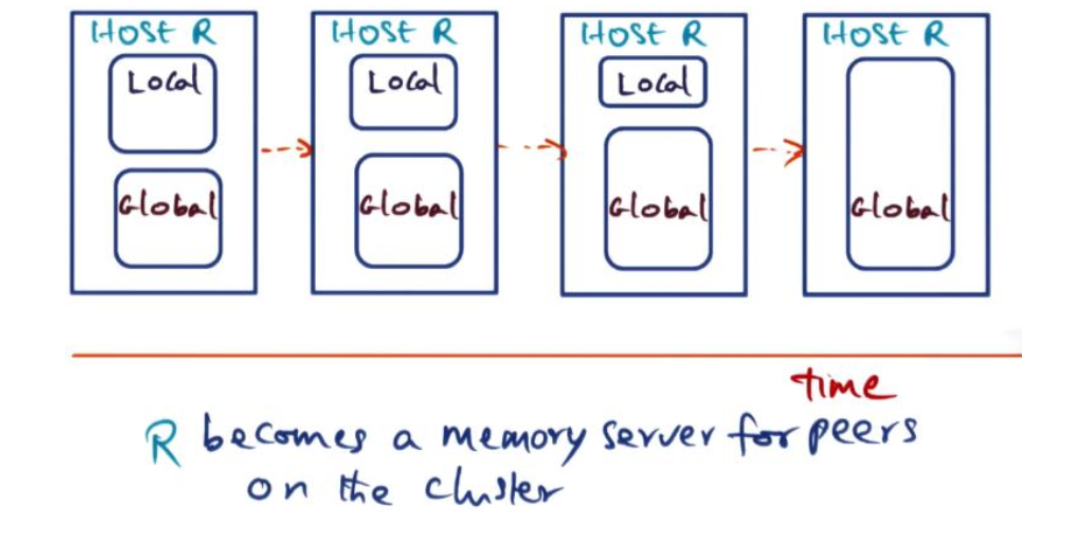 Host R
Local
Global
Host R
Local
Global
Host R
Local
Global
Host R
Global
time
R becomes a memory server for peers
on the cluster